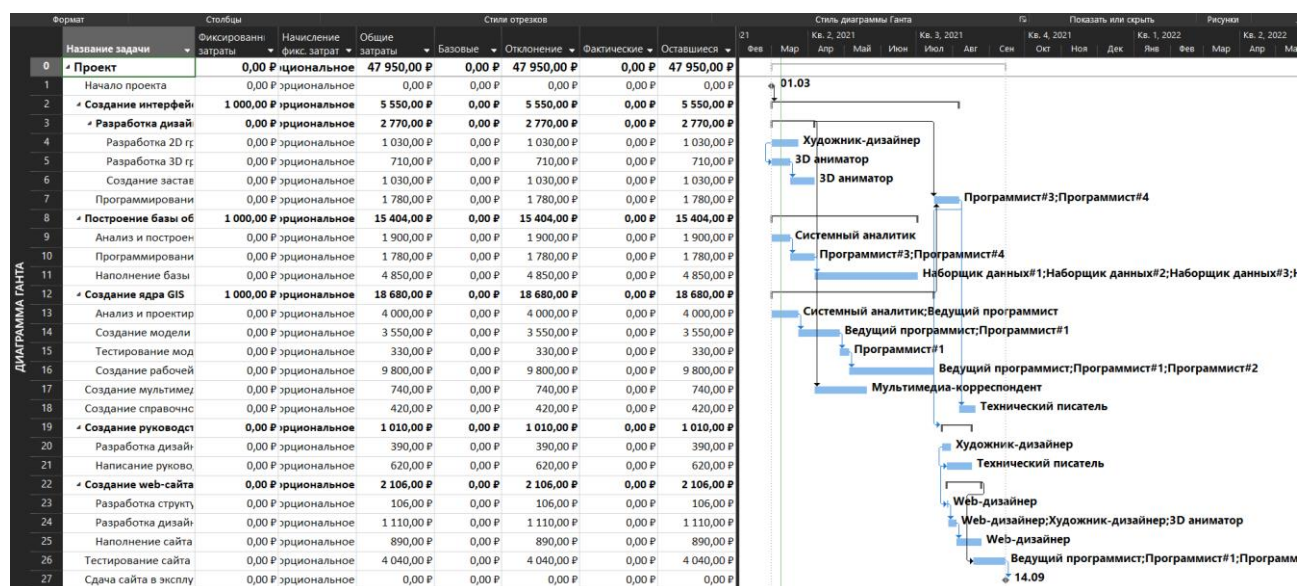 Формат Столбцы Стили отрезков Стиль диаграммы Ганта Показать или скрыть Рисунки
21 Кв. 2, 2021 Кв. 3, 2021 Кв. 4, 2021 Кв. 1, 2022 Кв. 2, 2022
Название задачи Фиксированн затраты Начисление фикс. затрат Общие затраты Базовые Отклонение Фактические Оставшиеся Фев Мар Апр Май Июн Июл Авг Сен Окт Ноя Дек Янв Фев Мар Апр Ма
ДИАГРАММА ГАНТА
0 Проект 0,00 ₽ рциональное 47 950,00 ₽ 0,00 ₽ 47 950,00 ₽ 0,00 ₽ 47 950,00 ₽
1 Начало проекта 0,00 ₽ орциональное 0,00 ₽ 0,00 ₽ 0,00 ₽ 0,00 ₽ 0,00 ₽ 01.03
2 Создание интерфей 1 000,00 ₽ орциональное 5 550,00 ₽ 0,00 ₽ 5 550,00 ₽ 0,00 ₽ 5 550,00 ₽
3 Разработка дизай 0,00 ₽ орциональное 2 770,00 ₽ 0,00 ₽ 2 770,00 ₽ 0,00 ₽ 2 770,00 ₽
4 Разработка 2D гр 0,00 ₽ орциональное 1 030,00 ₽ 0,00 ₽ 1 030,00 ₽ 0,00 ₽ 1 030,00 ₽ Художник-дизайнер
5 Разработка 3D гр 0,00 ₽ орциональное 710,00 ₽ 0,00 ₽ 710,00 ₽ 0,00 ₽ 710,00 ₽ 3D аниматор
6 Создание застав 0,00 ₽ орциональное 1 030,00 ₽ 0,00 ₽ 1 030,00 ₽ 0,00 ₽ 1 030,00 ₽ 3D аниматор
7 Программировани 0,00 ₽ орциональное 1 780,00 ₽ 0,00 ₽ 1 780,00 ₽ 0,00 ₽ 1 780,00 ₽ Программист#3;Программист#4
8 Построение базы об 1 000,00 ₽ орциональное 15 404,00 ₽ 0,00 ₽ 15 404,00 ₽ 0,00 ₽ 15 404,00 ₽
9 Анализ и построен 0,00 ₽ орциональное 1 900,00 ₽ 0,00 ₽ 1 900,00 ₽ 0,00 ₽ 1 900,00 ₽ Системный аналитик
10 Программировани 0,00 ₽ орциональное 1 780,00 ₽ 0,00 ₽ 1 780,00 ₽ 0,00 ₽ 1 780,00 ₽ Программист#3;Программист#4
11 Наполнение базы 0,00 ₽ орциональное 4 850,00 ₽ 0,00 ₽ 4 850,00 ₽ 0,00 ₽ 4 850,00 ₽ Наборщик данных#1;Наборщик данных#2;Наборщик данных#3;Н
12 Создание ядра GIS 1 000,00 ₽ орциональное 18 680,00 ₽ 0,00 ₽ 18 680,00 ₽ 0,00 ₽ 18 680,00 ₽
13 Анализ и проектир 0,00 ₽ орциональное 4 000,00 ₽ 0,00 ₽ 4 000,00 ₽ 0,00 ₽ 4 000,00 ₽ Системный аналитик;Ведущий программист
14 Создание модели 0,00 ₽ орциональное 3 550,00 ₽ 0,00 ₽ 3 550,00 ₽ 0,00 ₽ 3 550,00 ₽ Ведущий программист;Программист#1
15 Тестирование мод 0,00 ₽ орциональное 330,00 ₽ 0,00 ₽ 330,00 ₽ 0,00 ₽ 330,00 ₽ Программист#1
16 Создание рабочей 0,00 ₽ орциональное 9 800,00 ₽ 0,00 ₽ 9 800,00 ₽ 0,00 ₽ 9 800,00 ₽ Ведущий программист;Программист#1;Программист#2
17 Создание мультимед 0,00 ₽ орциональное 740,00 ₽ 0,00 ₽ 740,00 ₽ 0,00 ₽ 740,00 ₽ Мультимедиа-корреспондент
18 Создание справочно 0,00 ₽ орциональное 420,00 ₽ 0,00 ₽ 420,00 ₽ 0,00 ₽ 420,00 ₽ Технический писатель
19 Создание руководст 0,00 ₽ орциональное 1 010,00 ₽ 0,00 ₽ 1 010,00 ₽ 0,00 ₽ 1 010,00 ₽
20 Разработка дизайн 0,00 ₽ орциональное 390,00 ₽ 0,00 ₽ 390,00 ₽ 0,00 ₽ 390,00 ₽ Художник-дизайнер
21 Написание руково, 0,00 ₽ орциональное 620,00 ₽ 0,00 ₽ 620,00 ₽ 0,00 ₽ 620,00 ₽ Технический писатель
22 Создание web-сайта 0,00 ₽ орциональное 2 106,00 ₽ 0,00 ₽ 2 106,00 ₽ 0,00 ₽ 2 106,00 ₽
23 Разработка структу 0,00 ₽ орциональное 106,00 ₽ 0,00 ₽ 106,00 ₽ 0,00 ₽ 106,00 ₽ Web-дизайнер
24 Разработка дизайн 0,00 ₽ орциональное 1 110,00 ₽ 0,00 ₽ 1 110,00 ₽ 0,00 ₽ 1 110,00 ₽ Web-дизайнер;Художник-дизайнер;3D аниматор
25 Наполнение сайта 0,00 ₽ орциональное 890,00 ₽ 0,00 ₽ 890,00 ₽ 0,00 ₽ 890,00 ₽ Web-дизайнер
26 Тестирование сайта 0,00 ₽ орциональное 4 040,00 ₽ 0,00 ₽ 4 040,00 ₽ 0,00 ₽ 4 040,00 ₽ Ведущий программист;Программист#1;Программ
27 Сдача сайта в эксплу 0,00 ₽ орциональное 0,00 ₽ 0,00 ₽ 0,00 ₽ 0,00 ₽ 0,00 ₽ 14.09